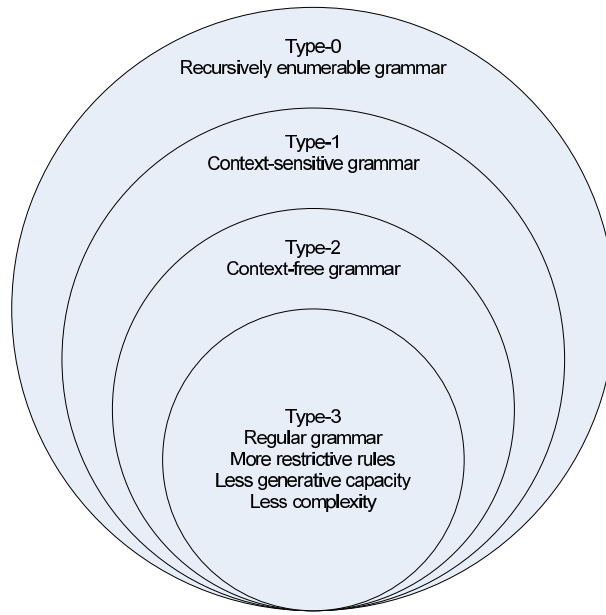 Type-0
Recursively enumerable grammar
Type-1
Context-sensitive grammar
Type-2
Context-free grammar
Type-3
Regular grammar
More restrictive rules
Less generative capacity
Less complexity